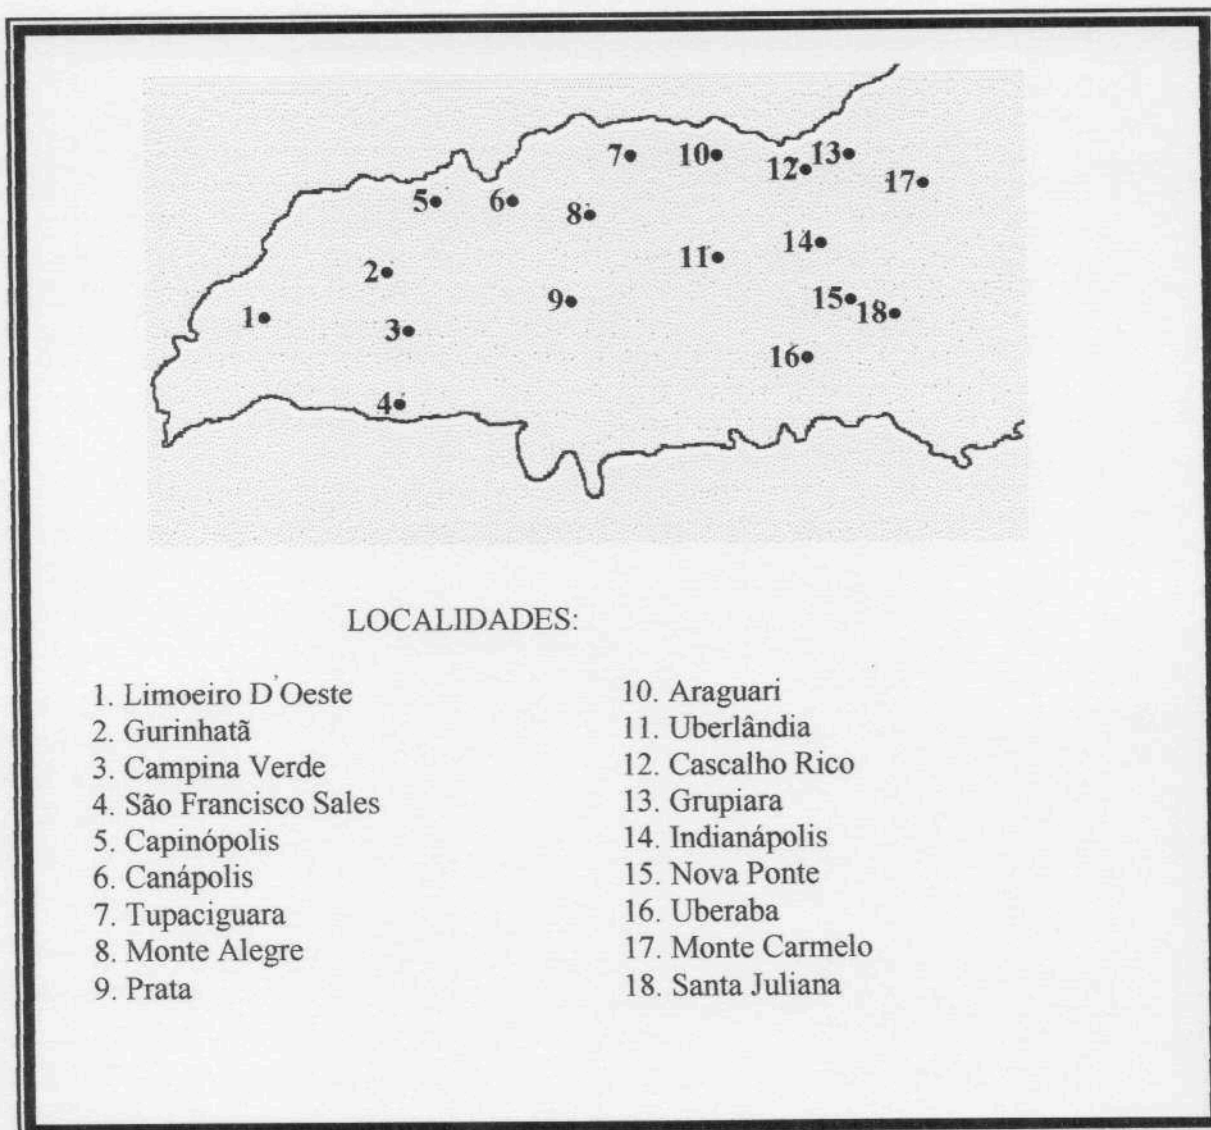 7 10 12 13
17
5 6 8
14
11
2
9 15 18
1 3
16
4
LOCALIDADES:
1. Limoeiro D'Oeste
2. Gurinhatã
3. Campina Verde
4. São Francisco Sales
5. Capinópolis
6. Canápolis
7. Tupaciguara
8. Monte Alegre
9. Prata
10. Araguari
11. Uberlândia
12. Cascalho Rico
13. Grupiara
14. Indianápolis
15. Nova Ponte
16. Uberaba
17. Monte Carmelo
18. Santa Juliana